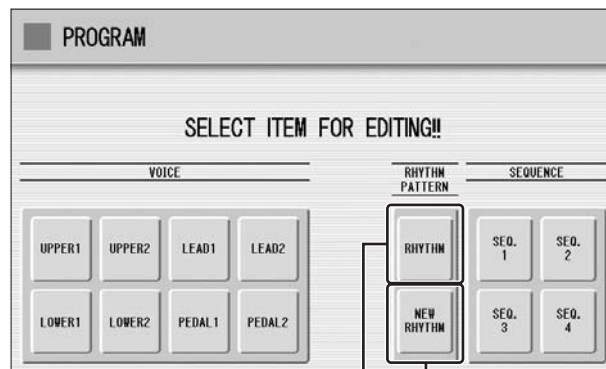 PROGRAM
SELECT ITEM FOR EDITING!!
VOICE
RHYTHM
PATTERN
SEQUENCE
UPPER1 UPPER2 LEAD1 LEAD2
RHYTHM
SEQ.
1
SEQ.
2
LOWER1 LOWER2 PEDAL1 PEDAL2
NEW
RHYTHM
SEQ.
3
SEQ.
4